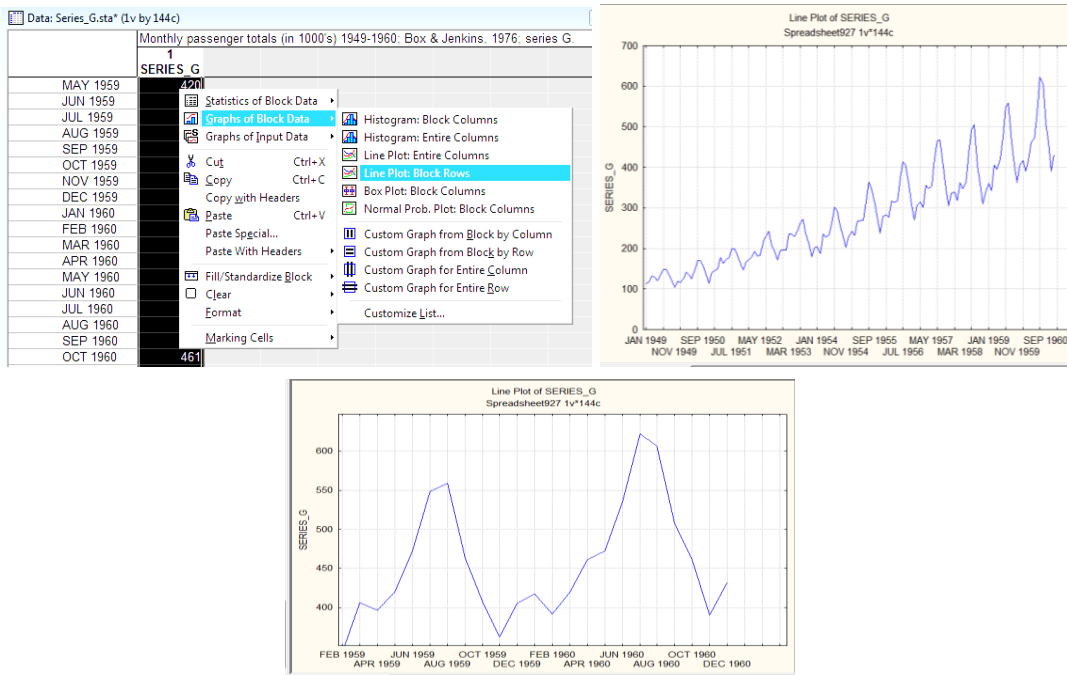 Data: Series_G.sta* (1v by 144c)
Monthly passenger totals (in 1000's) 1949-1960; Box & Jenkins, 1976; series G.
1
SERIES_G
MAY 1959 420
JUN 1959
JUL 1959
AUG 1959
SEP 1959
OCT 1959
NOV 1959
DEC 1959
JAN 1960
FEB 1960
MAR 1960
APR 1960
MAY 1960
JUN 1960
JUL 1960
AUG 1960
SEP 1960
OCT 1960 461
Statistics of Block Data
Graphs of Block Data
Graphs of Input Data
Cut Ctrl+X
Copy Ctrl+C
Copy with Headers
Paste Ctrl+V
Paste Special...
Paste With Headers
Fill/Standardize Block
Clear
Format
Marking Cells
Histogram: Block Columns
Histogram: Entire Columns
Line Plot: Entire Columns
Line Plot: Block Rows
Box Plot: Block Columns
Normal Prob. Plot: Block Columns
Custom Graph from Block by Column
Custom Graph from Block by Row
Custom Graph for Entire Column
Custom Graph for Entire Row
Customize List...
Line Plot of SERIES_G
Spreadsheet927 1v*144c
700
600
500
400
300
200
100
0
SERIES_G
JAN 1949 SEP 1950 MAY 1952 JAN 1954 SEP 1955 MAY 1957 JAN 1959 SEP 1960
NOV 1949 JUL 1951 MAR 1953 NOV 1954 JUL 1956 MAR 1958 NOV 1959
Line Plot of SERIES_G
Spreadsheet927 1v*144c
600
550
500
450
400
SERIES_G
FEB 1959 JUN 1959 OCT 1959 FEB 1960 JUN 1960 OCT 1960
APR 1959 AUG 1959 DEC 1959 APR 1960 AUG 1960 DEC 1960